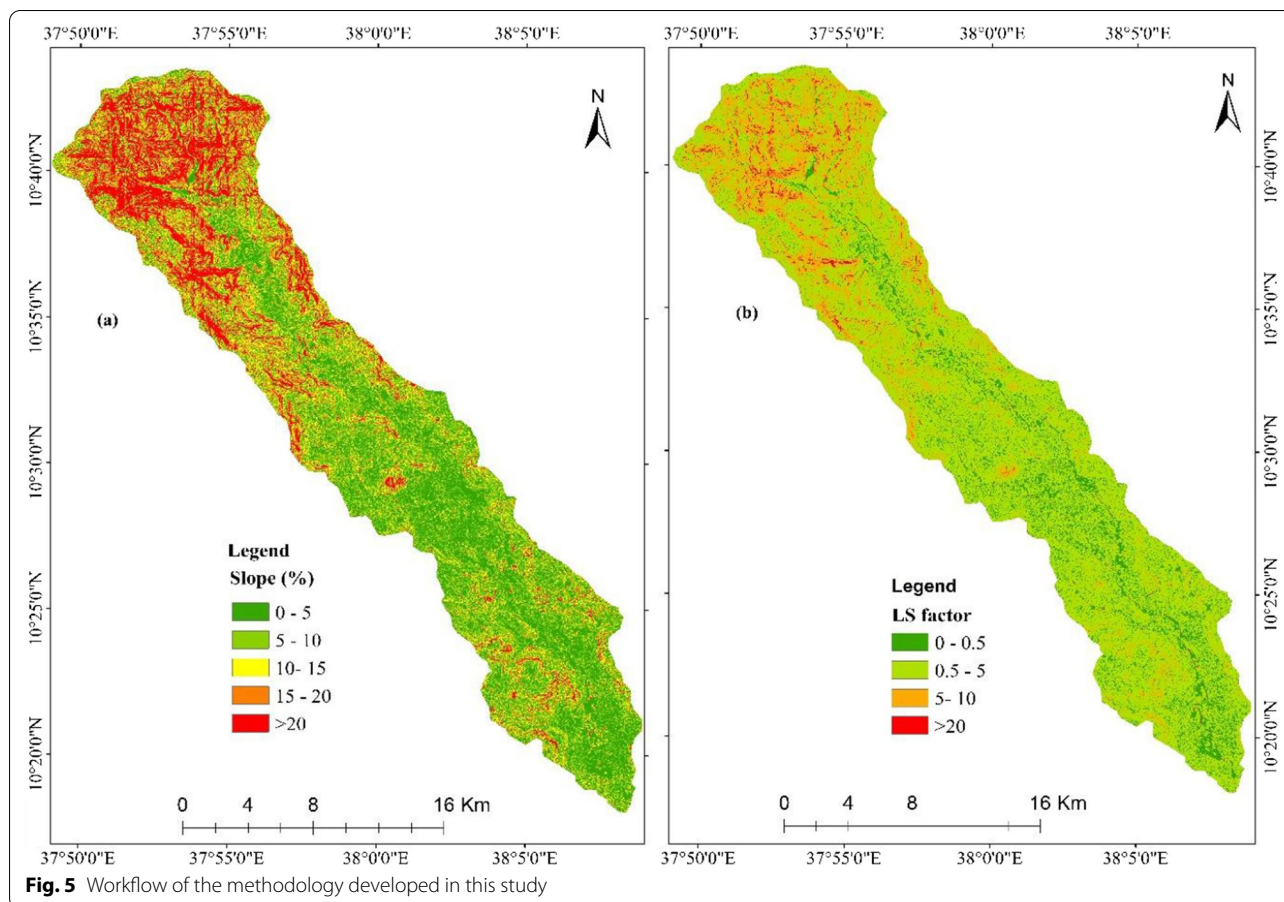 37°50'0"E 37°55'0"E 38°0'0"E 38°5'0"E
N
10°40'0"N
10°35'0"N
10°30'0"N
10°25'0"N
10°20'0"N
(a)
Legend
Slope (%)
0 - 5
5 - 10
10- 15
15 - 20
>20
0 4 8 16 Km
37°50'0"E 37°55'0"E 38°0'0"E 38°5'0"E
37°50'0"E 37°55'0"E 38°0'0"E 38°5'0"E
N
(b)
Legend
LS factor
0 - 0.5
0.5 - 5
5- 10
>20
0 4 8 16 Km
10°40'0"N
10°35'0"N
10°30'0"N
10°25'0"N
10°20'0"N
37°50'0"E 37°55'0"E 38°0'0"E 38°5'0"E
Fig. 5 Workflow of the methodology developed in this study